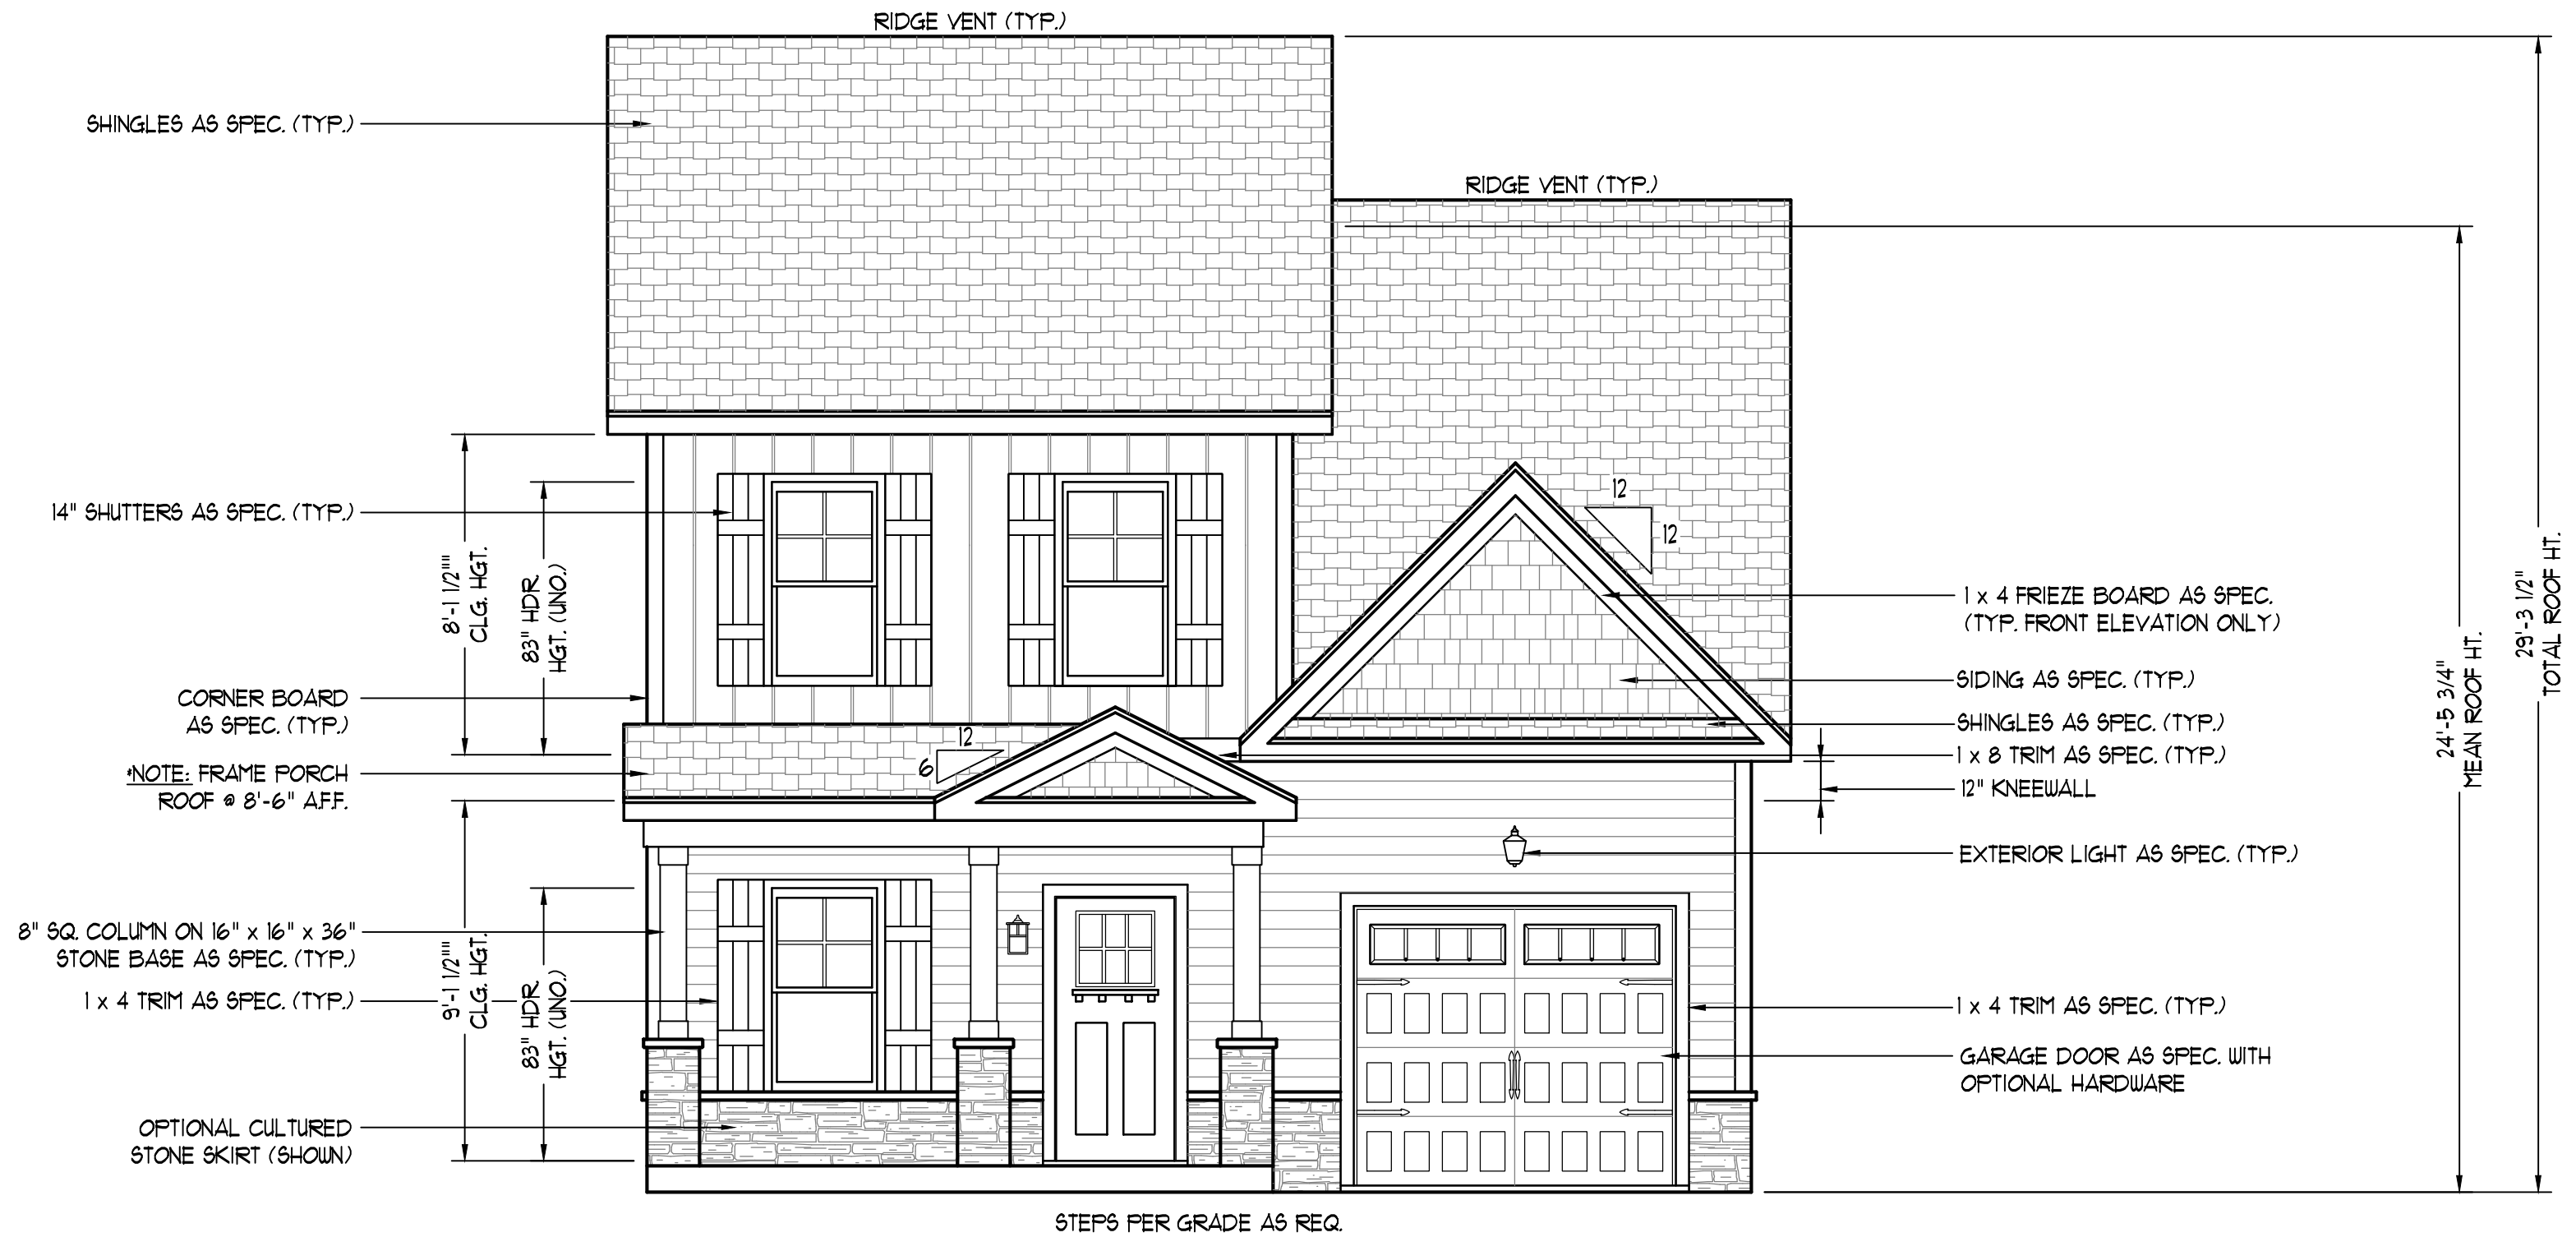 RIDGE VENT (TYP.)
SHINGLES AS SPEC. (TYP.)
RIDGE VENT (TYP.)
14" SHUTTERS AS SPEC. (TYP.)
8'-1 1/2""
CLG. HGT.
83" HDR.
HGT. (UNO.)
12
12
CORNER BOARD
AS SPEC. (TYP.)
*NOTE: FRAME PORCH
ROOF @ 8'-6" A.F.F.
12
6
1 x 4 FRIEZE BOARD AS SPEC.
(TYP. FRONT ELEVATION ONLY)
SIDING AS SPEC. (TYP.)
SHINGLES AS SPEC. (TYP.)
1 x 8 TRIM AS SPEC. (TYP.)
12" KNEEWALL
EXTERIOR LIGHT AS SPEC. (TYP.)
24'-5 3/4"
MEAN ROOF HT.
29'-3 1/2"
TOTAL ROOF HT.
8" SQ. COLUMN ON 16" x 16" x 36"
STONE BASE AS SPEC. (TYP.)
1 x 4 TRIM AS SPEC. (TYP.)
9'-1 1/2""
CLG. HGT.
83" HDR.
HGT. (UNO.)
OPTIONAL CULTURED
STONE SKIRT (SHOWN)
1 x 4 TRIM AS SPEC. (TYP.)
GARAGE DOOR AS SPEC. WITH
OPTIONAL HARDWARE
STEPS PER GRADE AS REQ.